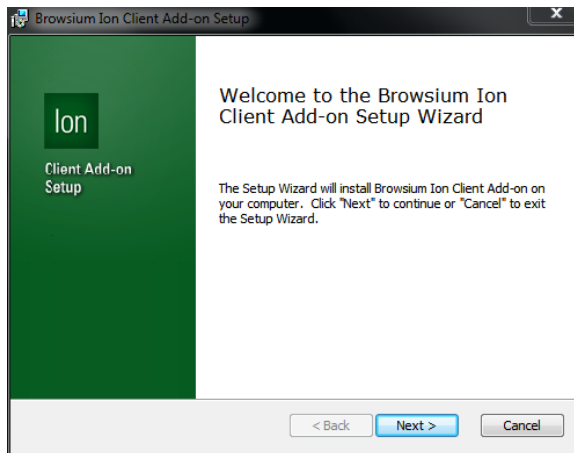 Browsium Ion Client Add-on Setup
x
Welcome to the Browsium Ion
Client Add-on Setup Wizard
Ion
Client Add-on
Setup
The Setup Wizard will install Browsium Ion Client Add-on on
your computer. Click "Next" to continue or "Cancel" to exit
the Setup Wizard.
< Back
Next >
Cancel